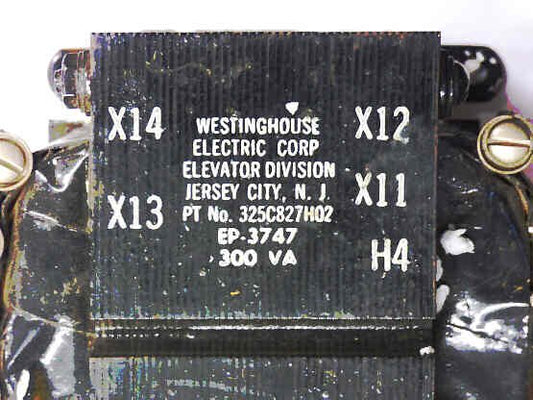 X14
X13
WESTINGHOUSE
ELECTRIC CORP
ELEVATOR DIVISION
JERSEY CITY, N. J.
PT No. 325C827H02
EP-3747
300 VA
X12
X11
H4